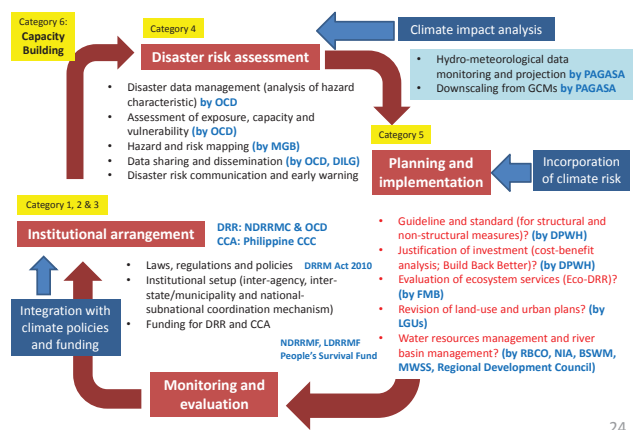 Category 6:
Capacity
Building
Category 4
Climate impact analysis
Disaster risk assessment
• Hydro-meteorological data
monitoring and projection by PAGASA
• Downscaling from GCMs by PAGASA
• Disaster data management (analysis of hazard
characteristic) by OCD
• Assessment of exposure, capacity and
vulnerability (by OCD)
• Hazard and risk mapping (by MGB)
• Data sharing and dissemination (by OCD, DILG)
• Disaster risk communication and early warning
Category 5
Planning and
implementation
Incorporation
of climate risk
Category 1, 2 & 3
Institutional arrangement
DRR: NDRRMC & OCD
CCA: Philippine CCC
• Guideline and standard (for structural and
non-structural measures)? (by DPWH)
• Justification of investment (cost-benefit
analysis; Build Back Better)? (by DPWH)
• Evaluation of ecosystem services (Eco-DRR)?
(by FMB)
• Revision of land-use and urban plans? (by
LGUs)
• Water resources management and river
basin management? (by RBCO, NIA, BSWM,
MWSS, Regional Development Council)
• Laws, regulations and policies DRRM Act 2010
• Institutional setup (inter-agency, inter-
state/municipality and national-
subnational coordination mechanism)
• Funding for DRR and CCA
NDRRMF, LDRRMF
People's Survival Fund
Integration with
climate policies
and funding
Monitoring and
evaluation
24